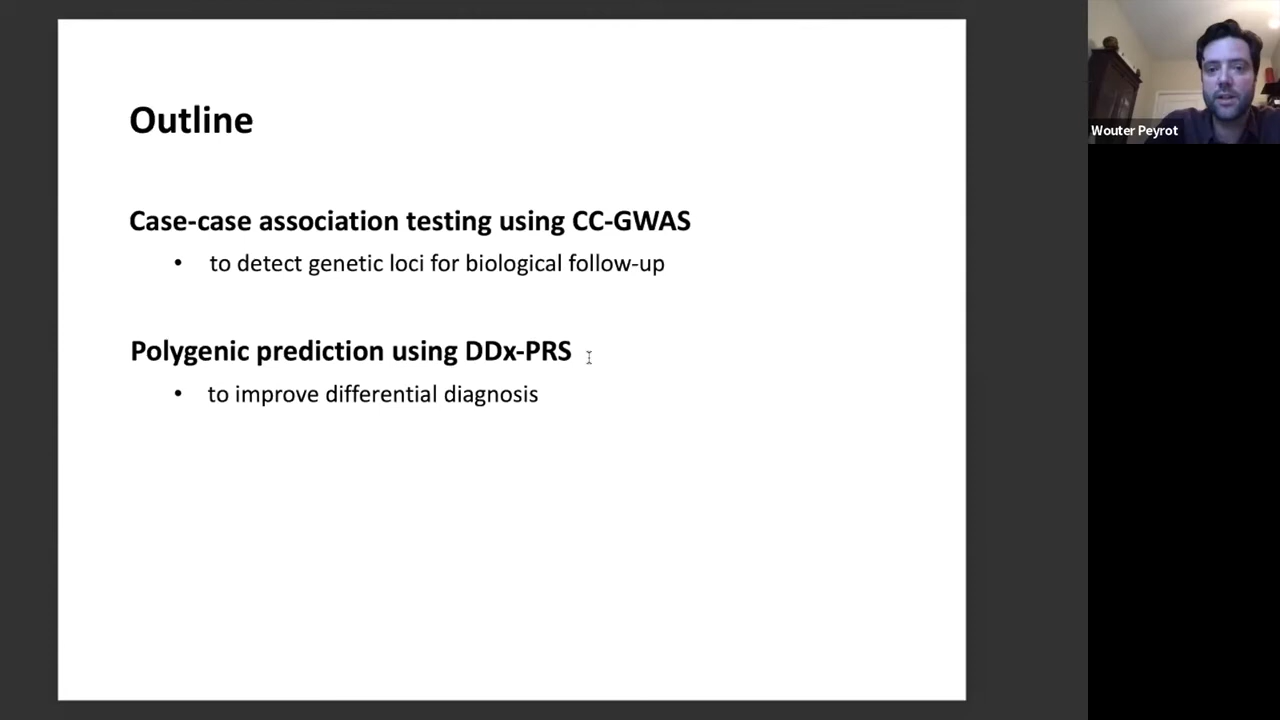 Outline
Case-case association testing using CC-GWAS
• to detect genetic loci for biological follow-up
Polygenic prediction using DDx-PRS
• to improve differential diagnosis
Wouter Peyrot